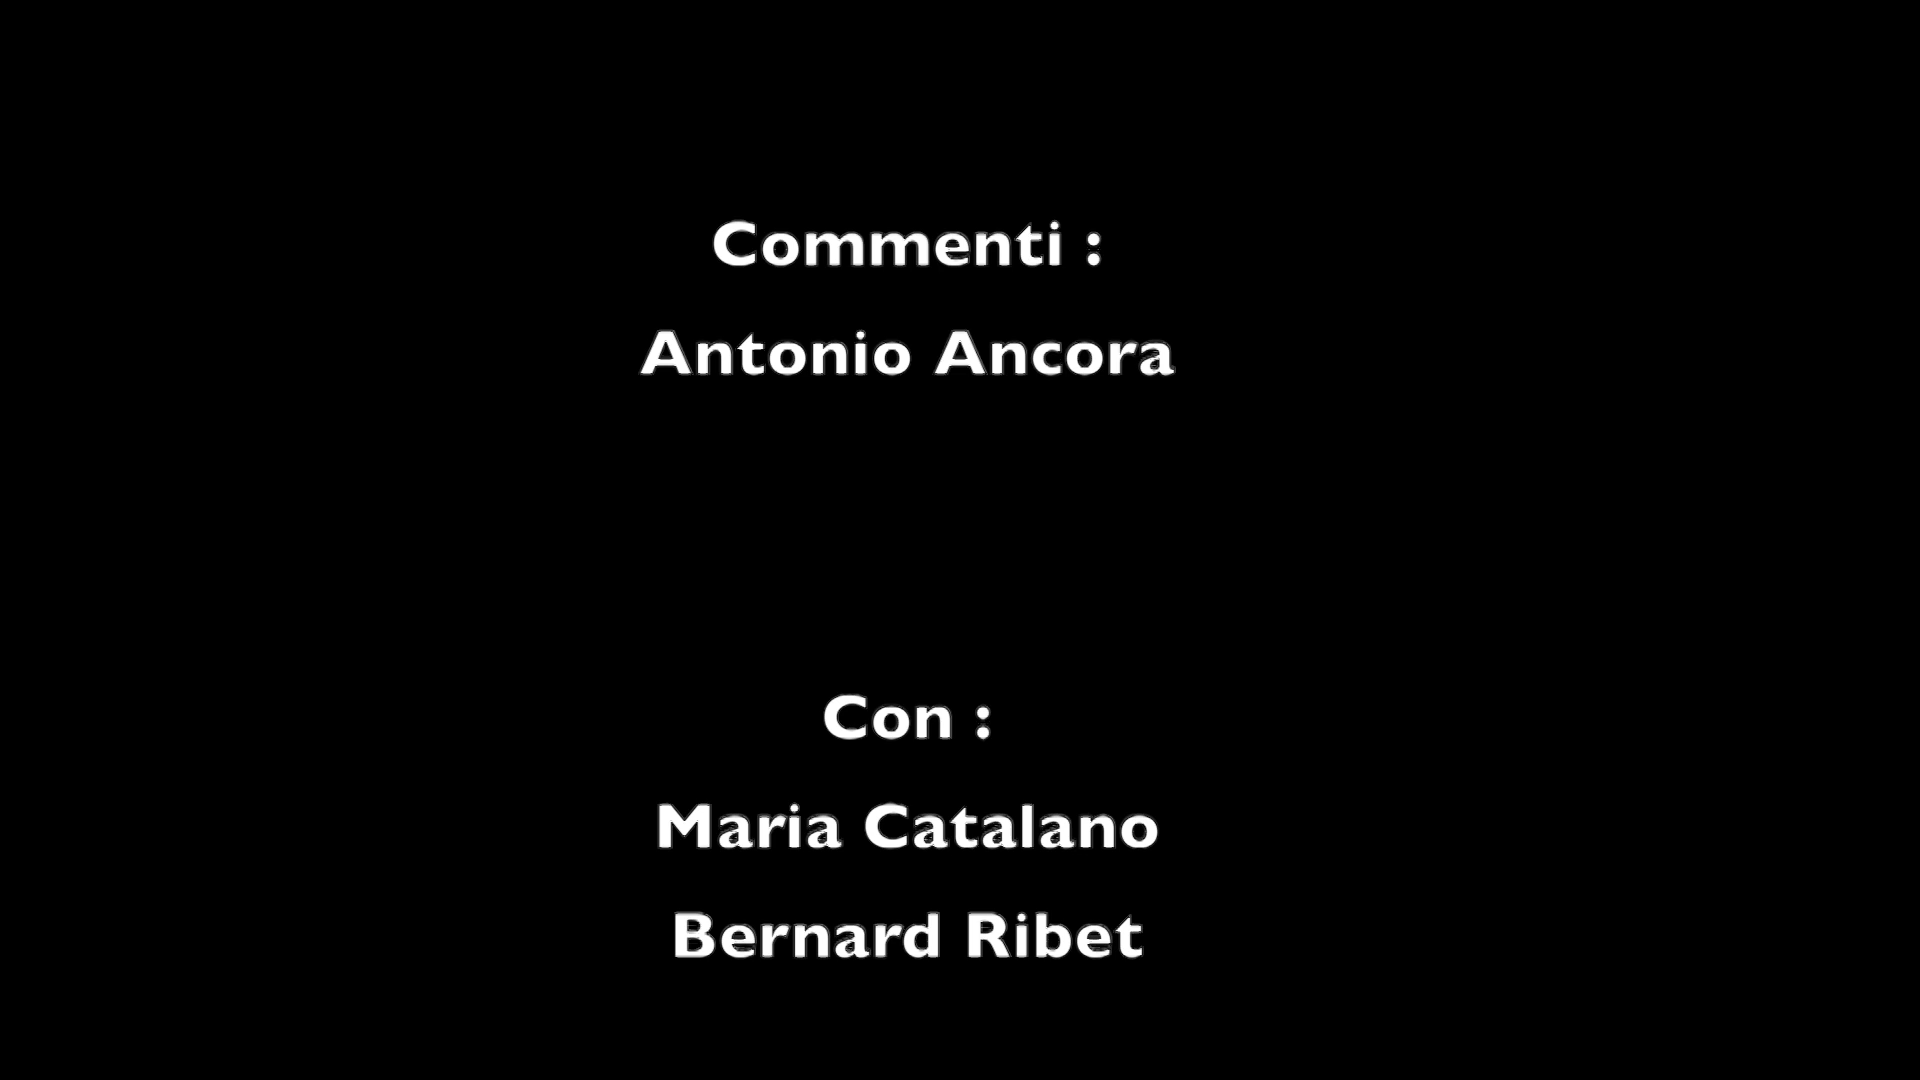 Commenti :
Antonio Ancora
Con :
Maria Catalano
Bernard Ribet